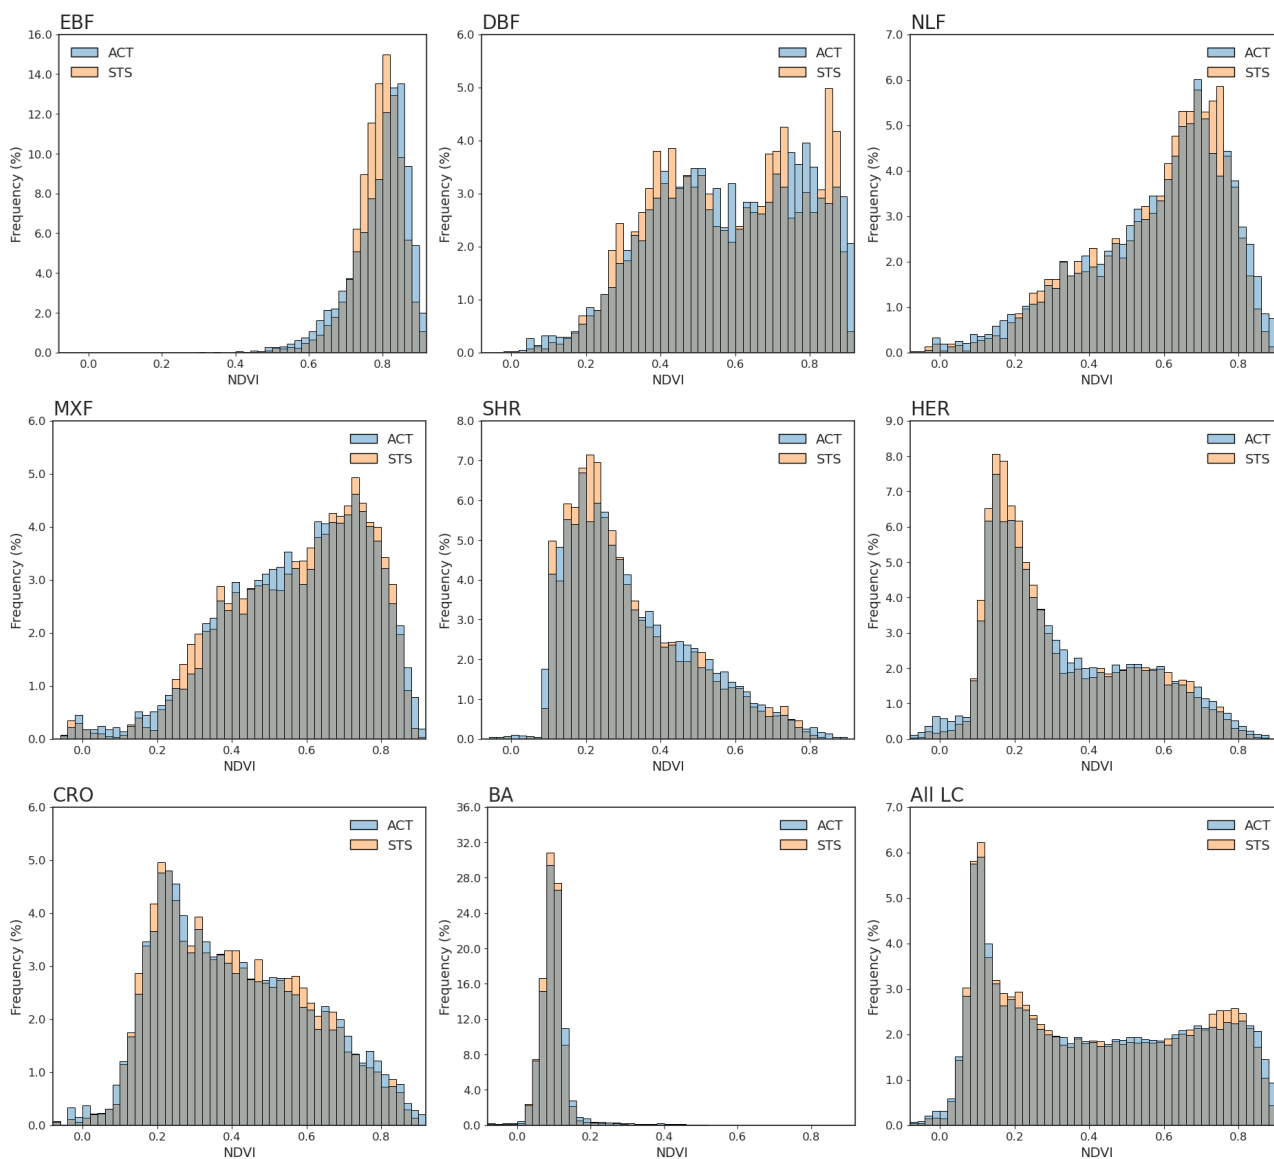 EBF
DBF
NLF
16.0
14.0
12.0
10.0
8.0
6.0
4.0
2.0
0.0
Frequency (%)
ACT
STS
0.0 0.2 0.4 0.6 0.8
NDVI
6.0
5.0
4.0
3.0
2.0
1.0
0.0
Frequency (%)
ACT
STS
0.0 0.2 0.4 0.6 0.8
NDVI
7.0
6.0
5.0
4.0
3.0
2.0
1.0
0.0
Frequency (%)
ACT
STS
0.0 0.2 0.4 0.6 0.8
NDVI
MXF
SHR
HER
6.0
5.0
4.0
3.0
2.0
1.0
0.0
Frequency (%)
ACT
STS
0.0 0.2 0.4 0.6 0.8
NDVI
8.0
7.0
6.0
5.0
4.0
3.0
2.0
1.0
0.0
Frequency (%)
ACT
STS
0.0 0.2 0.4 0.6 0.8
NDVI
9.0
8.0
7.0
6.0
5.0
4.0
3.0
2.0
1.0
0.0
Frequency (%)
ACT
STS
0.0 0.2 0.4 0.6 0.8
NDVI
CRO
BA
All LC
6.0
5.0
4.0
3.0
2.0
1.0
0.0
Frequency (%)
ACT
STS
0.0 0.2 0.4 0.6 0.8
NDVI
36.0
32.0
28.0
24.0
20.0
16.0
12.0
8.0
4.0
0.0
Frequency (%)
ACT
STS
0.0 0.2 0.4 0.6 0.8
NDVI
7.0
6.0
5.0
4.0
3.0
2.0
1.0
0.0
Frequency (%)
ACT
STS
0.0 0.2 0.4 0.6 0.8
NDVI